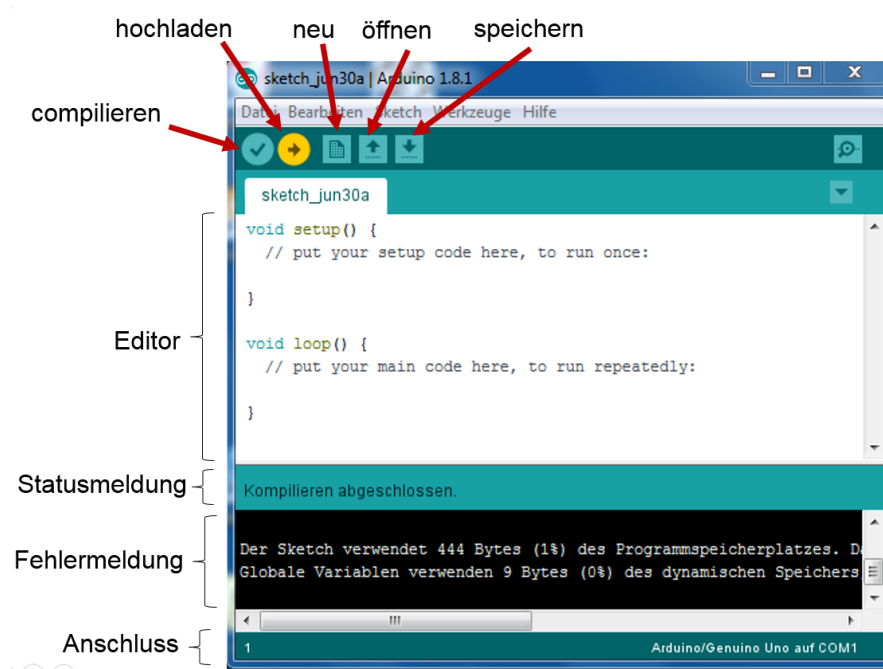 hochladen neu öffnen speichern
sketch_jun30a | Arduino 1.8.1
compilieren
Datei Bearbeiten Sketch Werkzeuge Hilfe
sketch_jun30a
void setup() {
// put your setup code here, to run once:
}
Editor
void loop() {
// put your main code here, to run repeatedly:
}
Statusmeldung
Kompilieren abgeschlossen.
Fehlermeldung
Der Sketch verwendet 444 Bytes (1%) des Programmspeicherplatzes.
Globale Variablen verwenden 9 Bytes (0%) des dynamischen Speichers
Anschluss
1 Arduino/Genuino Uno auf COM1